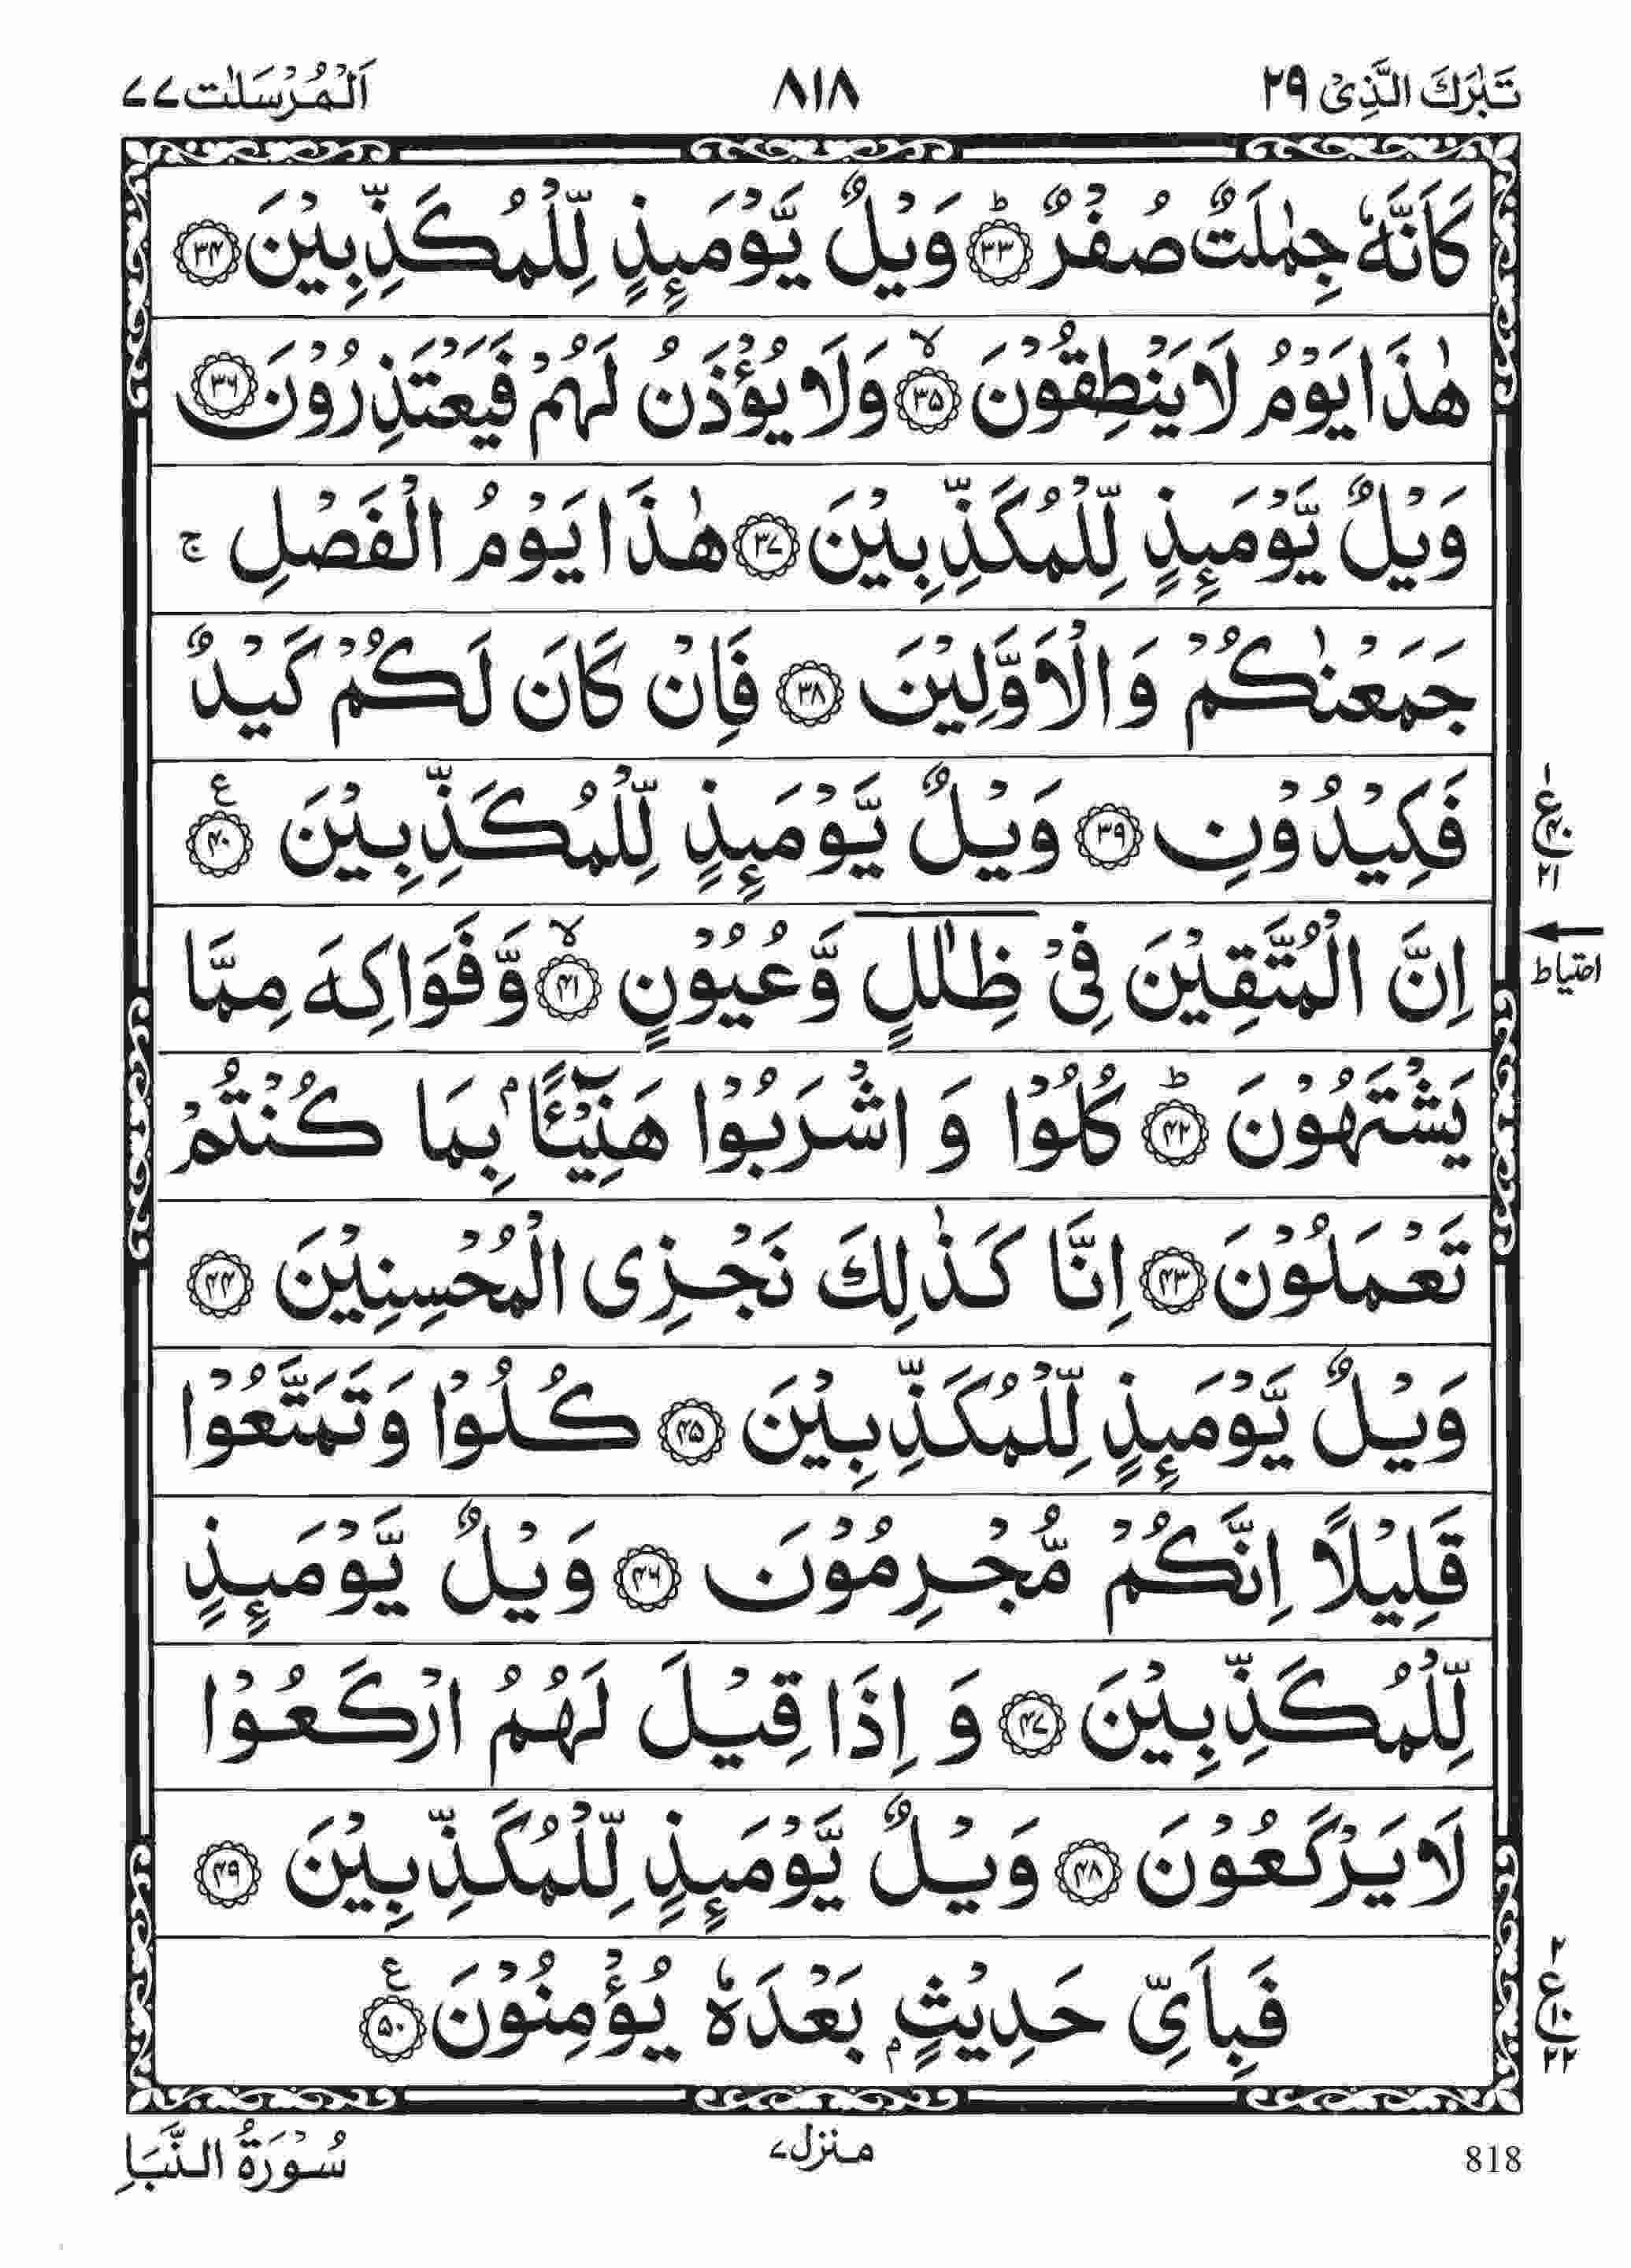 تَبٰرَكَ الَّذِىْ ٢٩
٨١٨
اَلْمُرْسَلٰت ٧٧
كَاَنَّهٗ جِمٰلَتٌ صُفْرٌ ؕ﴿٣٣﴾ وَيْلٌ يَّوْمَئِذٍ لِّلْمُكَذِّبِيْنَ ﴿٣٤﴾
هٰذَا يَوْمُ لَا يَنْطِقُوْنَ ۙ﴿٣٥﴾ وَلَا يُؤْذَنُ لَهُمْ فَيَعْتَذِرُوْنَ ﴿٣٦﴾
وَيْلٌ يَّوْمَئِذٍ لِّلْمُكَذِّبِيْنَ ﴿٣٧﴾ هٰذَا يَوْمُ الْفَصْلِ ۚ
جَمَعْنٰكُمْ وَالْاَوَّلِيْنَ ﴿٣٨﴾ فَاِنْ كَانَ لَكُمْ كَيْدٌ
فَكِيْدُوْنِ ﴿٣٩﴾ وَيْلٌ يَّوْمَئِذٍ لِّلْمُكَذِّبِيْنَ ﴿٤٠﴾ ع
١ ع ٤٠ ٢١
اِنَّ الْمُتَّقِيْنَ فِىْ ظِلٰلٍ وَّعُيُوْنٍ ۙ﴿٤١﴾ وَّفَوَاكِهَ مِمَّا
احتیاط
يَشْتَهُوْنَ ؕ﴿٤٢﴾ كُلُوْا وَ اشْرَبُوْا هَنِيْٓــًٔا ۢ بِمَا كُنْتُمْ
تَعْمَلُوْنَ ﴿٤٣﴾ اِنَّا كَذٰلِكَ نَجْزِى الْمُحْسِنِيْنَ ﴿٤٤﴾
وَيْلٌ يَّوْمَئِذٍ لِّلْمُكَذِّبِيْنَ ﴿٤٥﴾ كُلُوْا وَتَمَتَّعُوْا
قَلِيْلًا اِنَّكُمْ مُّجْرِمُوْنَ ﴿٤٦﴾ وَيْلٌ يَّوْمَئِذٍ
لِّلْمُكَذِّبِيْنَ ﴿٤٧﴾ وَ اِذَا قِيْلَ لَهُمُ ارْكَعُوْا
لَا يَرْكَعُوْنَ ﴿٤٨﴾ وَيْلٌ يَّوْمَئِذٍ لِّلْمُكَذِّبِيْنَ ﴿٤٩﴾
فَبِاَىِّ حَدِيْثٍۭ بَعْدَهٗ يُؤْمِنُوْنَ ﴿٥٠﴾ ع
٢ ع ١٠ ٢٢
818
منزل ٧
سُوْرَةُ النَّبَاِ